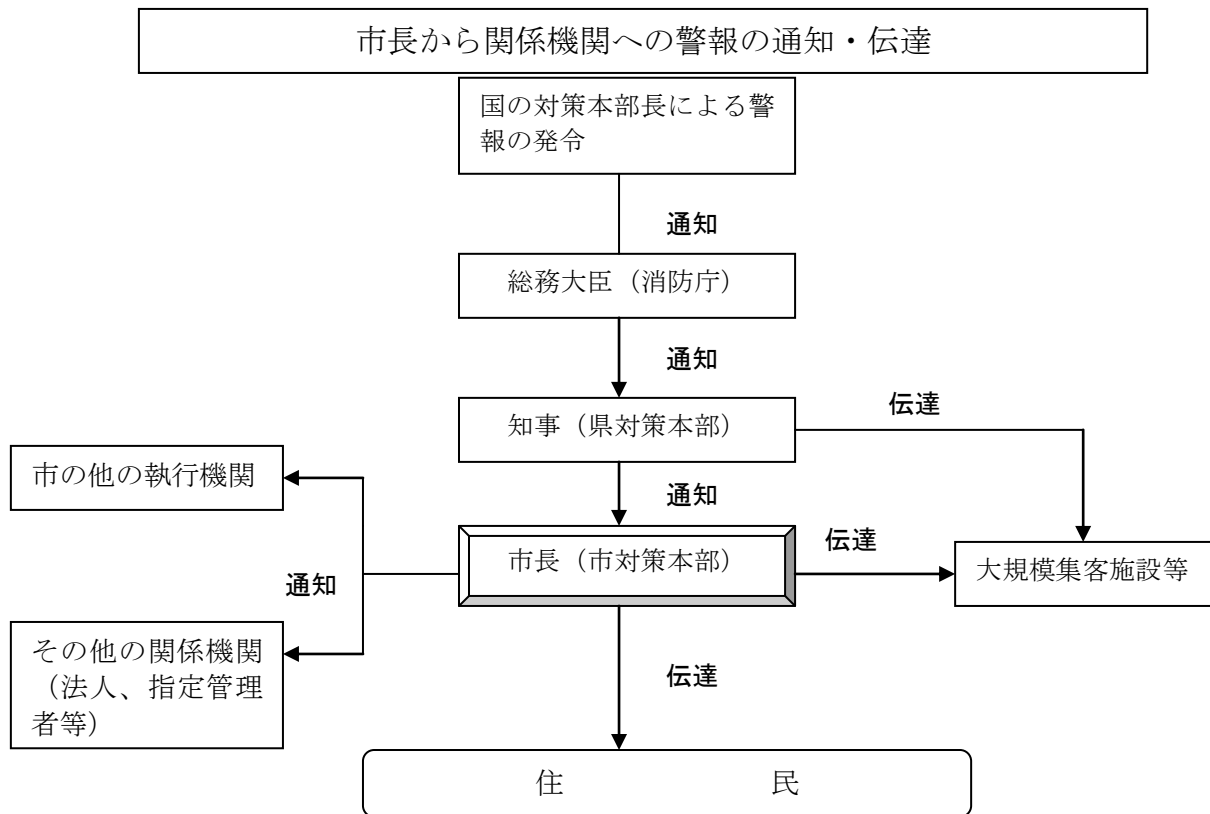 市長から関係機関への警報の通知・伝達
国の対策本部長による警
報の発令
通知
総務大臣（消防庁）
通知
知事（県対策本部）
伝達
市の他の執行機関
通知
市長（市対策本部）
伝達
大規模集客施設等
通知
その他の関係機関
（法人、指定管理
者等）
伝達
住　民